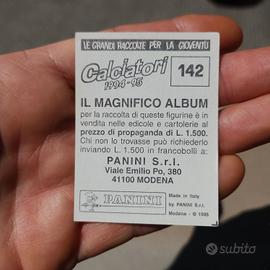 LE GRANDI RACCOLTE PER LA GIOVENTÙ
Calciatori
1994-95
142
IL MAGNIFICO ALBUM
per la raccolta di queste figurine è in
vendita nelle edicole e cartolerie al
prezzo di propaganda di L. 1.500.
Chi non lo trovasse può richiederlo
inviando L. 1.500 in francobolli a:
PANINI S.r.l.
Viale Emilio Po, 380
41100 MODENA
PANINI
Made in Italy
by PANINI S.r.l.
Modena - © 1995
subito